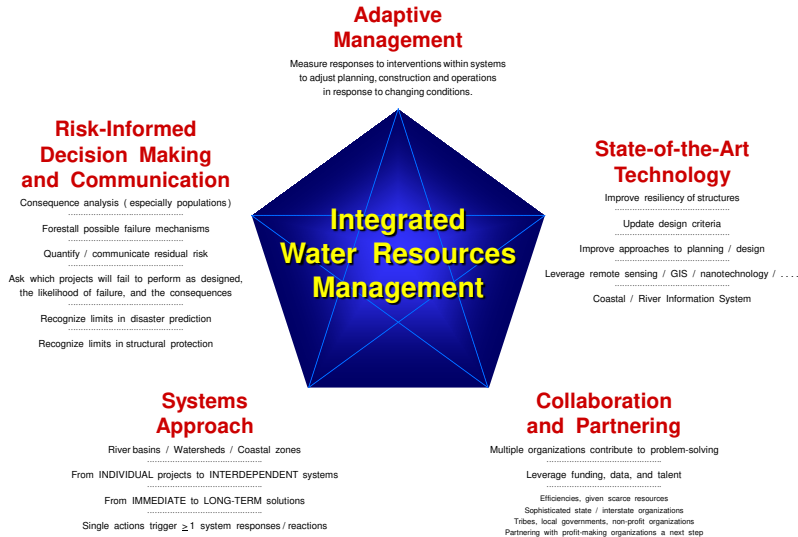 Adaptive
Management
Measure responses to interventions within systems
to adjust planning, construction and operations
in response to changing conditions.
Risk-Informed
Decision Making
and Communication
Consequence analysis ( especially populations )
Forestall possible failure mechanisms
Quantify / communicate residual risk
Ask which projects will fail to perform as designed,
the likelihood of failure, and the consequences
Recognize limits in disaster prediction
Recognize limits in structural protection
State-of-the-Art
Technology
Improve resiliency of structures
Update design criteria
Improve approaches to planning / design
Leverage remote sensing / GIS / nanotechnology / . . . .
Coastal / River Information System
Integrated
Water Resources
Management
Systems
Approach
River basins / Watersheds / Coastal zones
From INDIVIDUAL projects to INTERDEPENDENT systems
From IMMEDIATE to LONG-TERM solutions
Single actions trigger ≥ 1 system responses / reactions
Collaboration
and Partnering
Multiple organizations contribute to problem-solving
Leverage funding, data, and talent
Efficiencies, given scarce resources
Sophisticated state / interstate organizations
Tribes, local governments, non-profit organizations
Partnering with profit-making organizations a next step